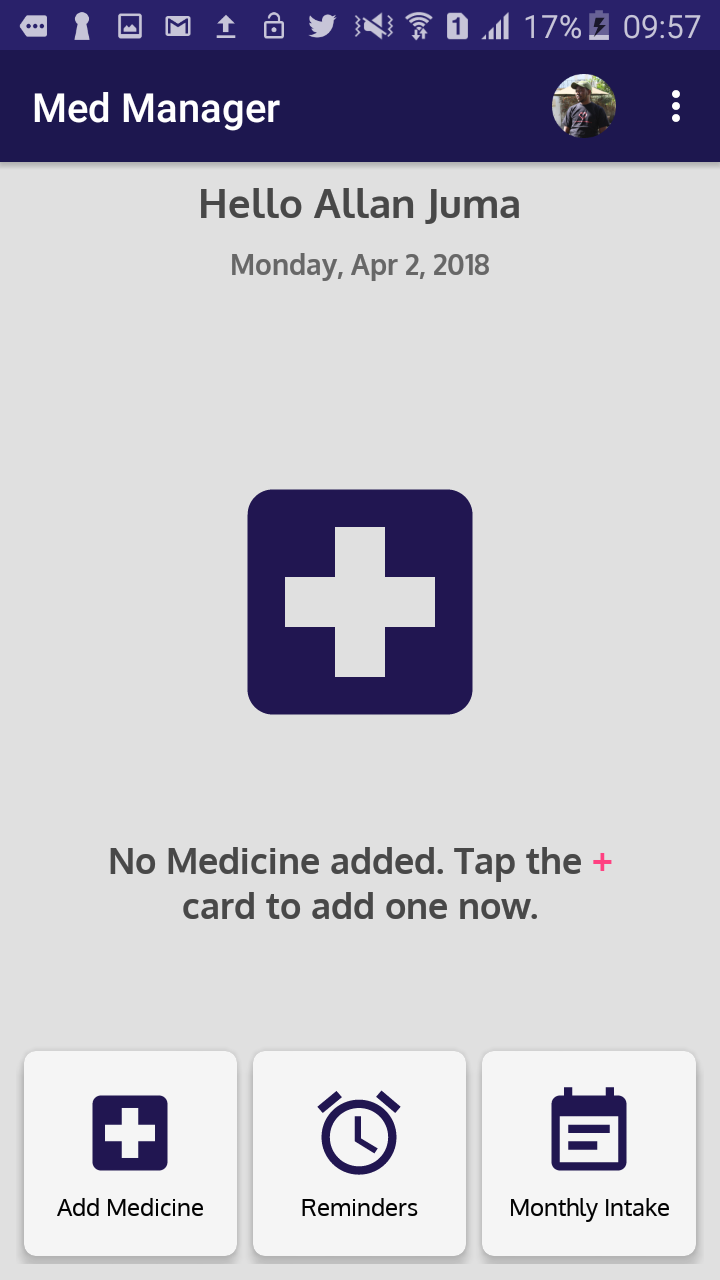 1 17% 09:57
Med Manager
Hello Allan Juma
Monday, Apr 2, 2018
No Medicine added. Tap the +
card to add one now.
Add Medicine Reminders Monthly Intake